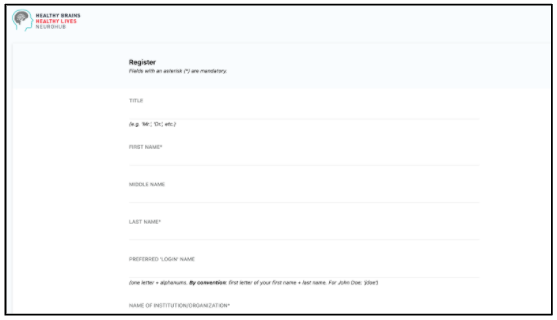 HEALTHY BRAINS
HEALTHY LIVES
NEUROHUB
Register
Fields with an asterisk (*) are mandatory.
TITLE
(e.g. 'Mr.', 'Dr.', etc.)
FIRST NAME*
MIDDLE NAME
LAST NAME*
PREFERRED 'LOGIN' NAME
(one letter + alphanums. By convention: first letter of your first name + last name. For John Doe: 'jdoe')
NAME OF INSTITUTION/ORGANIZATION*